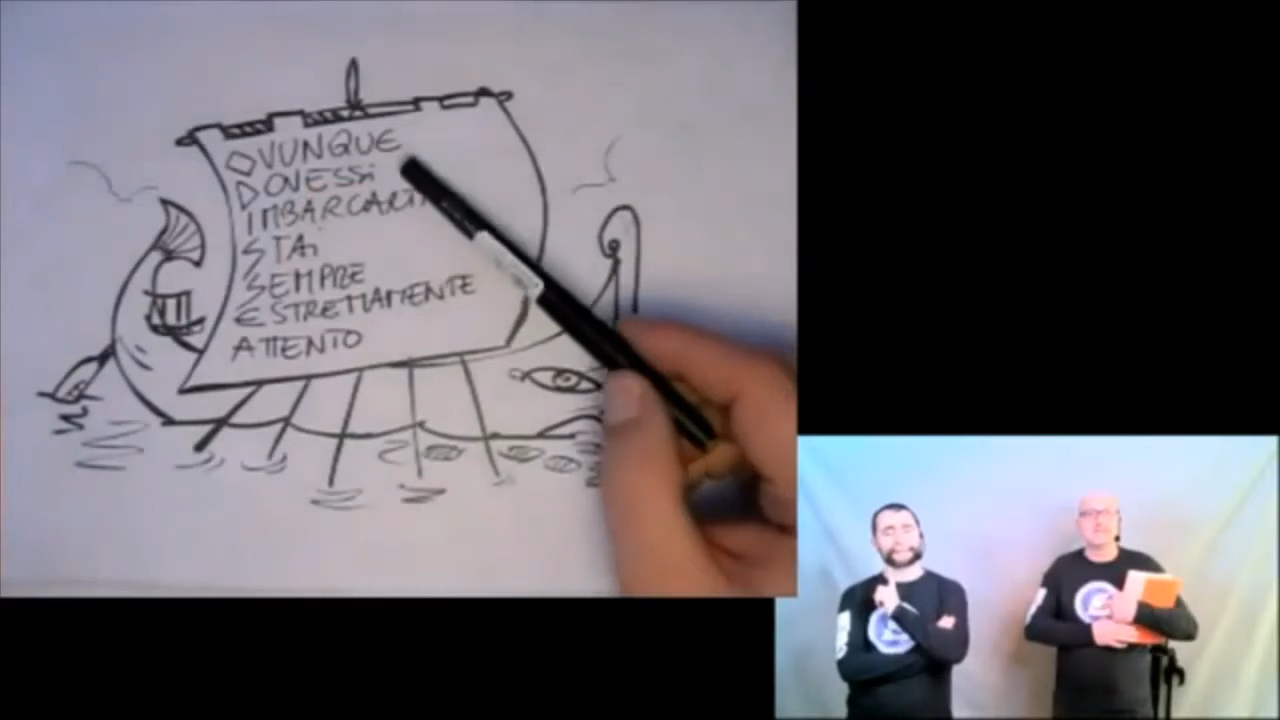 OVUNQUE
DOVESSi
IMBARCARTI
STAi
SEMPRE
ESTREMAMENTE
ATTENTO